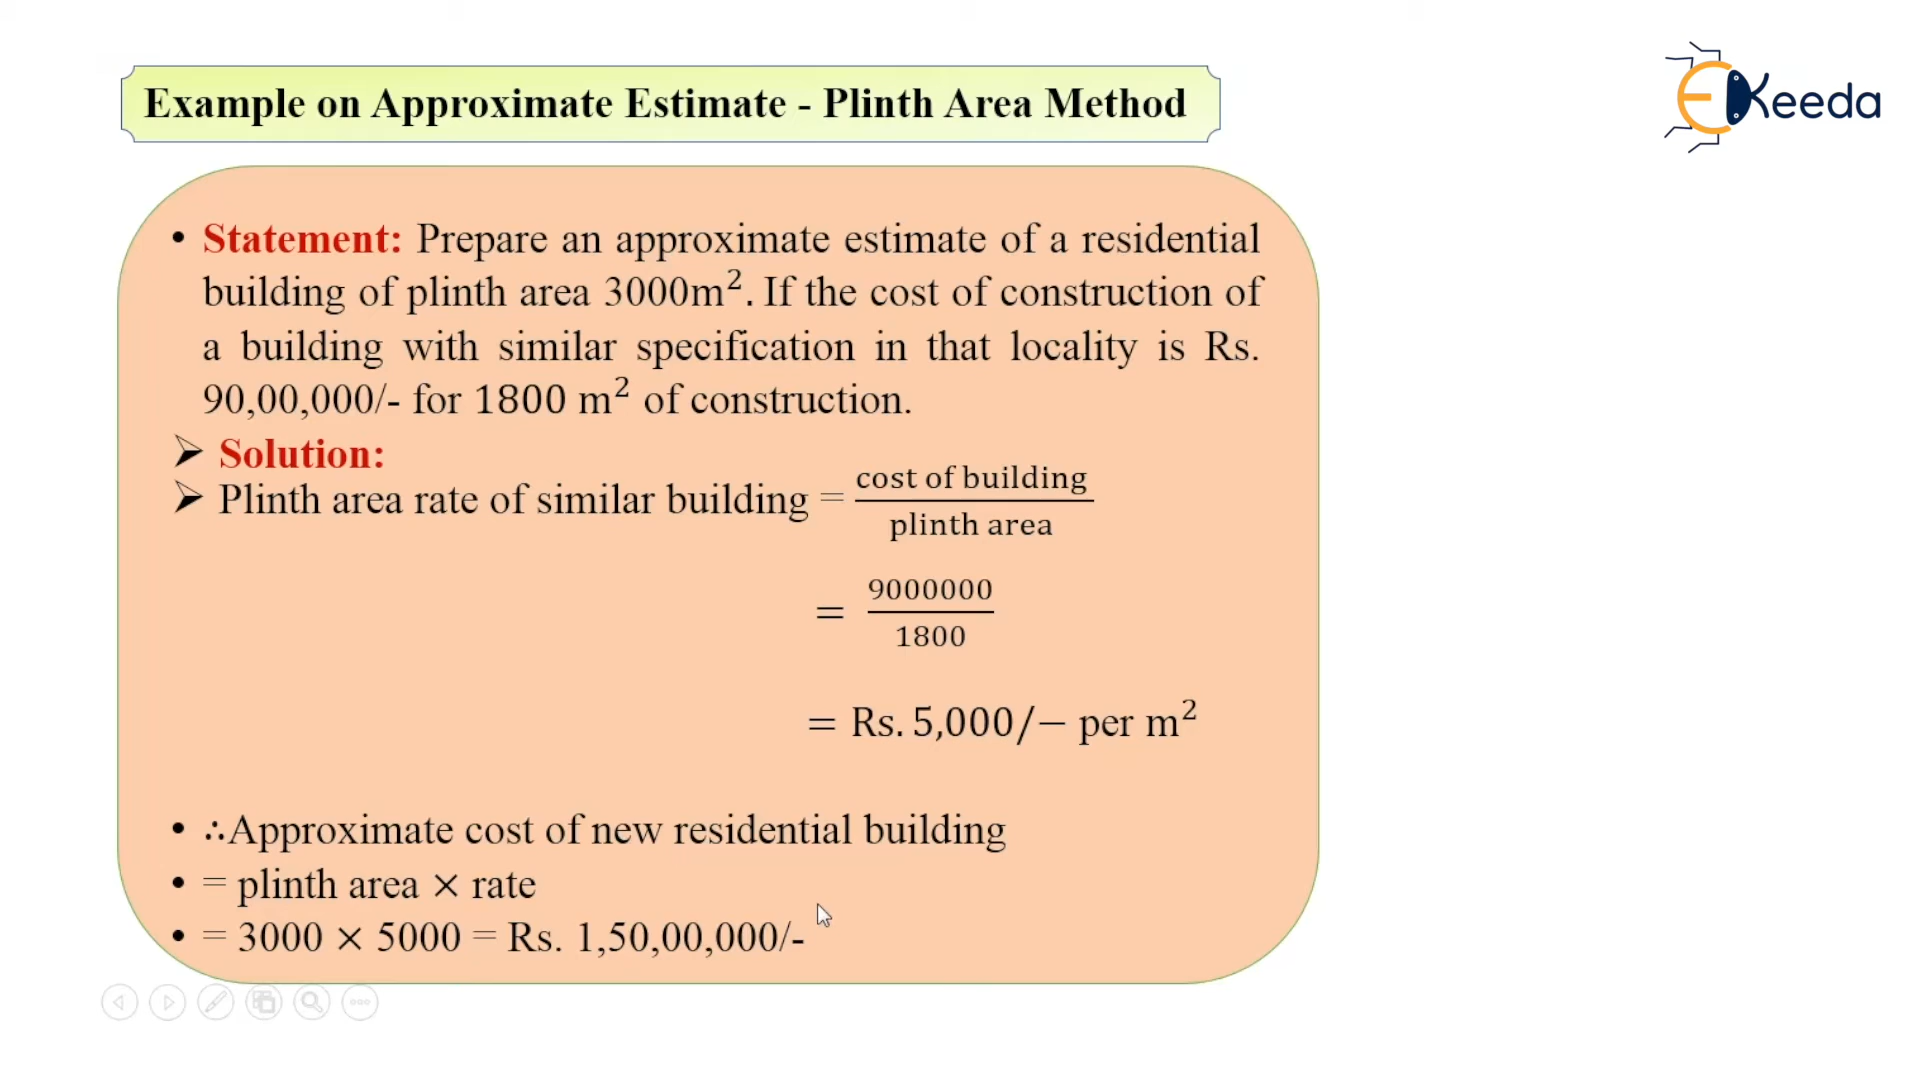 Example on Approximate Estimate - Plinth Area Method
EKeeda
• Statement: Prepare an approximate estimate of a residential
building of plinth area 3000m². If the cost of construction of
a building with similar specification in that locality is Rs.
90,00,000/- for 1800 m² of construction.
➢ Solution:
➢ Plinth area rate of similar building = cost of building / plinth area
= 9000000 / 1800
= Rs. 5,000/− per m²
• ∴Approximate cost of new residential building
• = plinth area × rate
• = 3000 × 5000 = Rs. 1,50,00,000/-